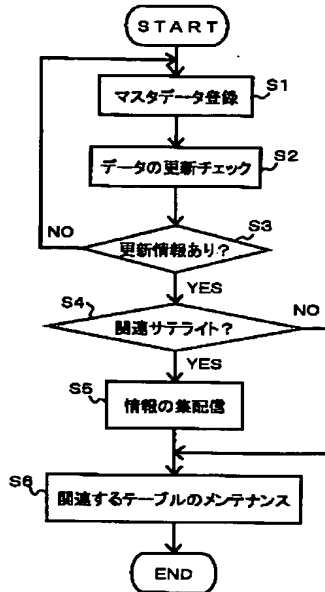 START
マスタデータ登録
S1
データの更新チェック
S2
更新情報あり？
S3
NO
YES
S4
関連サテライト？
NO
YES
S5
情報の集配信
S6
関連するテーブルのメンテナンス
END